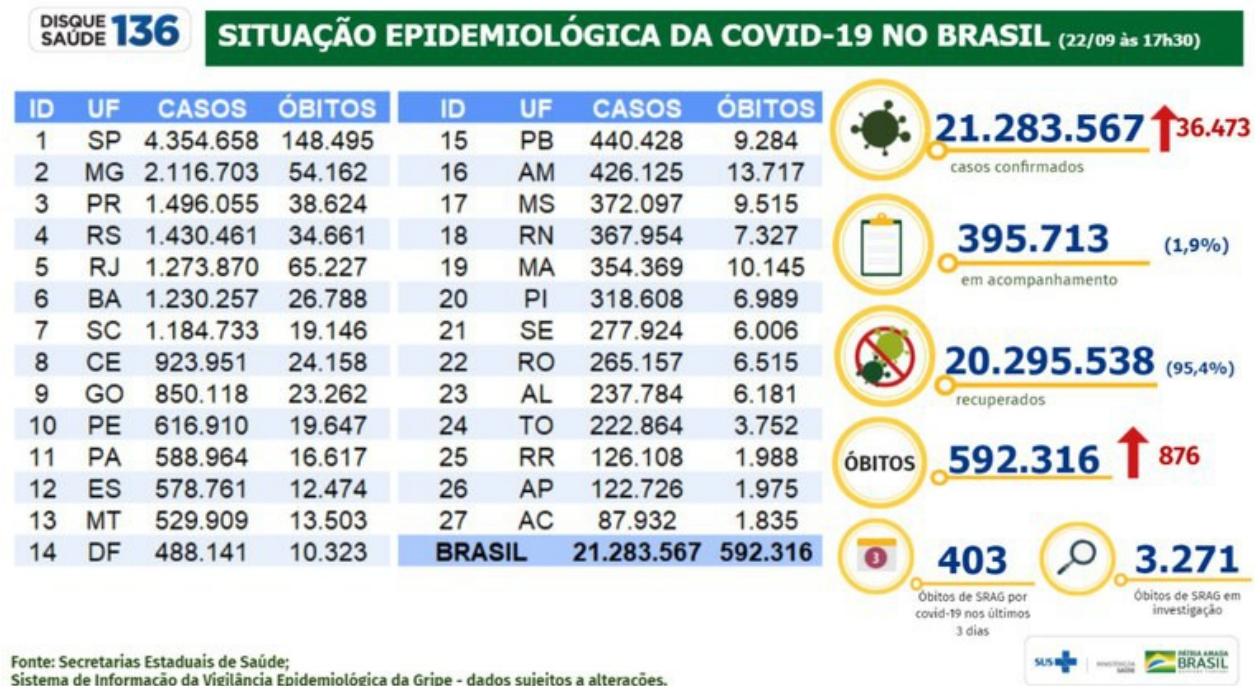 DISQUE
SAÚDE 136
SITUAÇÃO EPIDEMIOLÓGICA DA COVID-19 NO BRASIL (22/09 às 17h30)
ID UF CASOS ÓBITOS ID UF CASOS ÓBITOS
1 SP 4.354.658 148.495 15 PB 440.428 9.284
2 MG 2.116.703 54.162 16 AM 426.125 13.717
3 PR 1.496.055 38.624 17 MS 372.097 9.515
4 RS 1.430.461 34.661 18 RN 367.954 7.327
5 RJ 1.273.870 65.227 19 MA 354.369 10.145
6 BA 1.230.257 26.788 20 PI 318.608 6.989
7 SC 1.184.733 19.146 21 SE 277.924 6.006
8 CE 923.951 24.158 22 RO 265.157 6.515
9 GO 850.118 23.262 23 AL 237.784 6.181
10 PE 616.910 19.647 24 TO 222.864 3.752
11 PA 588.964 16.617 25 RR 126.108 1.988
12 ES 578.761 12.474 26 AP 122.726 1.975
13 MT 529.909 13.503 27 AC 87.932 1.835
14 DF 488.141 10.323 BRASIL 21.283.567 592.316
21.283.567 36.473
casos confirmados
395.713 (1,9%)
em acompanhamento
20.295.538 (95,4%)
recuperados
ÓBITOS 592.316 876
3
403
Óbitos de SRAG por
covid-19 nos últimos
3 dias
3.271
Óbitos de SRAG em
investigação
Fonte: Secretarias Estaduais de Saúde;
Sistema de Informação da Vigilância Epidemiológica da Gripe - dados sujeitos a alterações.
SUS
MINISTÉRIO DA
SAÚDE
PÁTRIA AMADA
BRASIL